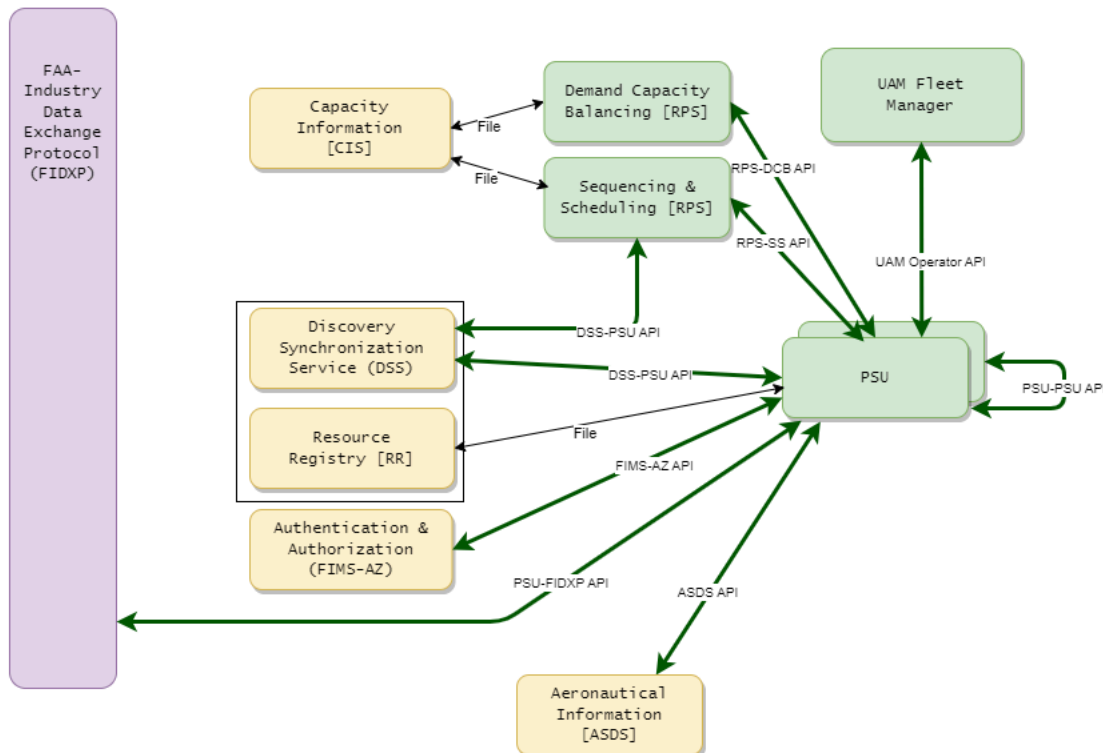 FAA-
Industry
Data
Exchange
Protocol
(FIDXP)
Capacity
Information
[CIS]
File
File
Demand Capacity
Balancing [RPS]
Sequencing &
Scheduling [RPS]
UAM Fleet
Manager
RPS-DCB API
RPS-SS API
UAM Operator API
Discovery
Synchronization
Service (DSS)
DSS-PSU API
DSS-PSU API
PSU
PSU-PSU AP
Resource
Registry [RR]
File
FIMS-AZ API
Authentication &
Authorization
(FIMS-AZ)
PSU-FIDXP API
ASDS API
Aeronautical
Information
[ASDS]